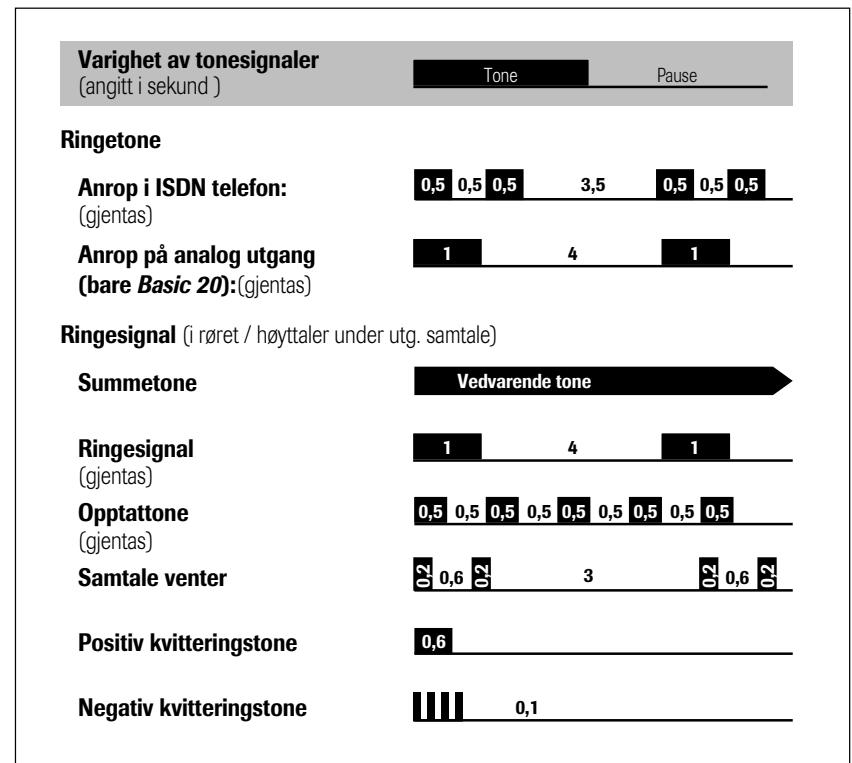 Varighet av tonesignaler
(angitt i sekund )
Tone Pause
Ringetone
Anrop i ISDN telefon:
(gjentas)
0,5 0,5 0,5 3,5 0,5 0,5 0,5
Anrop på analog utgang
(bare Basic 20):(gjentas)
1 4 1
Ringesignal (i røret / høyttaler under utg. samtale)
Summetone
Vedvarende tone
Ringesignal
(gjentas)
1 4 1
Opptattone
(gjentas)
0,5 0,5 0,5 0,5 0,5 0,5 0,5 0,5 0,5
Samtale venter
0,2 0,6 0,2 3 0,2 0,6 0,2
Positiv kvitteringstone
0,6
Negativ kvitteringstone
0,1